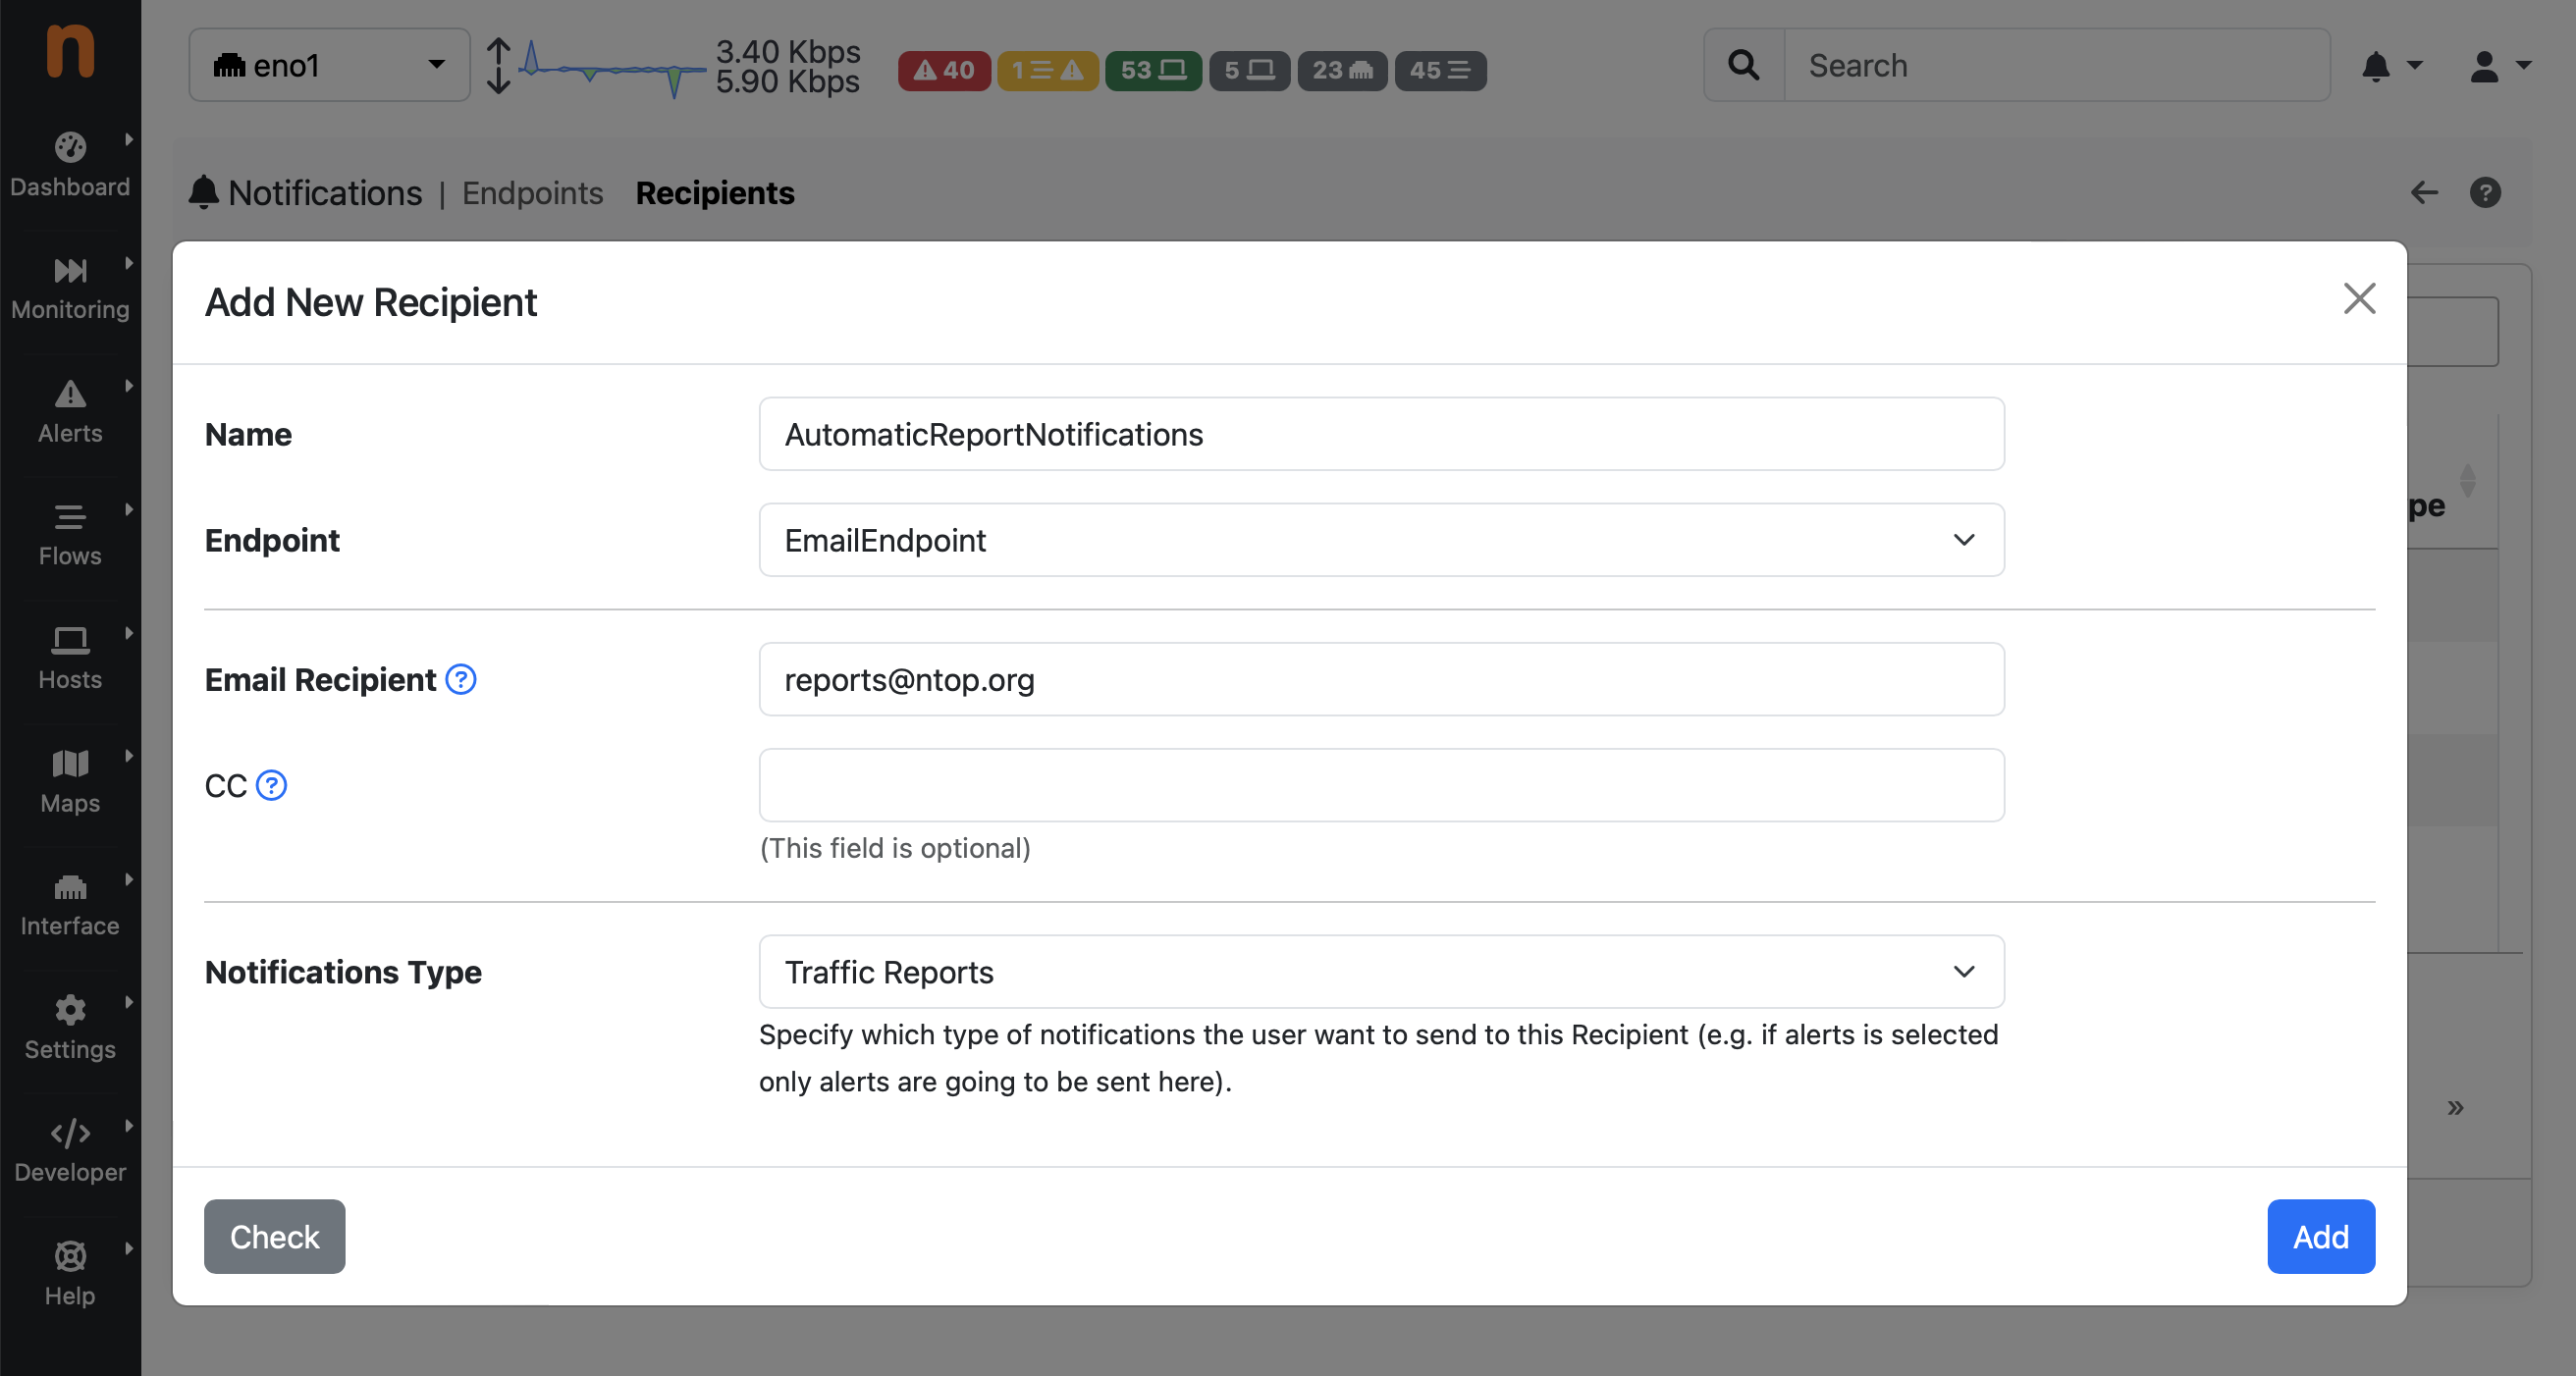 n
eno1
3.40 Kbps
5.90 Kbps
40
1
53
5
23
45
Search
Dashboard
Monitoring
Alerts
Flows
Hosts
Maps
Interface
Settings
Developer
Help
Notifications | Endpoints Recipients
Add New Recipient
Name AutomaticReportNotifications
Endpoint EmailEndpoint
Email Recipient ? reports@ntop.org
CC ?
(This field is optional)
Notifications Type Traffic Reports
Specify which type of notifications the user want to send to this Recipient (e.g. if alerts is selected
only alerts are going to be sent here).
Check Add
pe
»